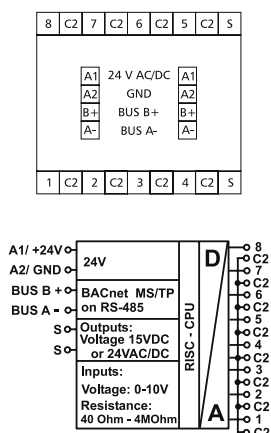 8 C2 7 C2 6 C2 5 C2 S
A1 24 V AC/DC A1
A2 GND A2
B+ BUS B+ B+
A- BUS A- A-
1 C2 2 C2 3 C2 4 C2 S
A1/ +24V
A2/ GND
24V
BUS B +
BUS A -
BACnet MS/TP
on RS-485
S
S
Outputs:
Voltage 15VDC
or 24VAC/DC
Inputs:
Voltage: 0-10V
Resistance:
40 Ohm - 4MOhm
RISC - CPU
D
A
8
C2
7
C2
6
C2
5
C2
4
C2
3
C2
2
C2
1
C2